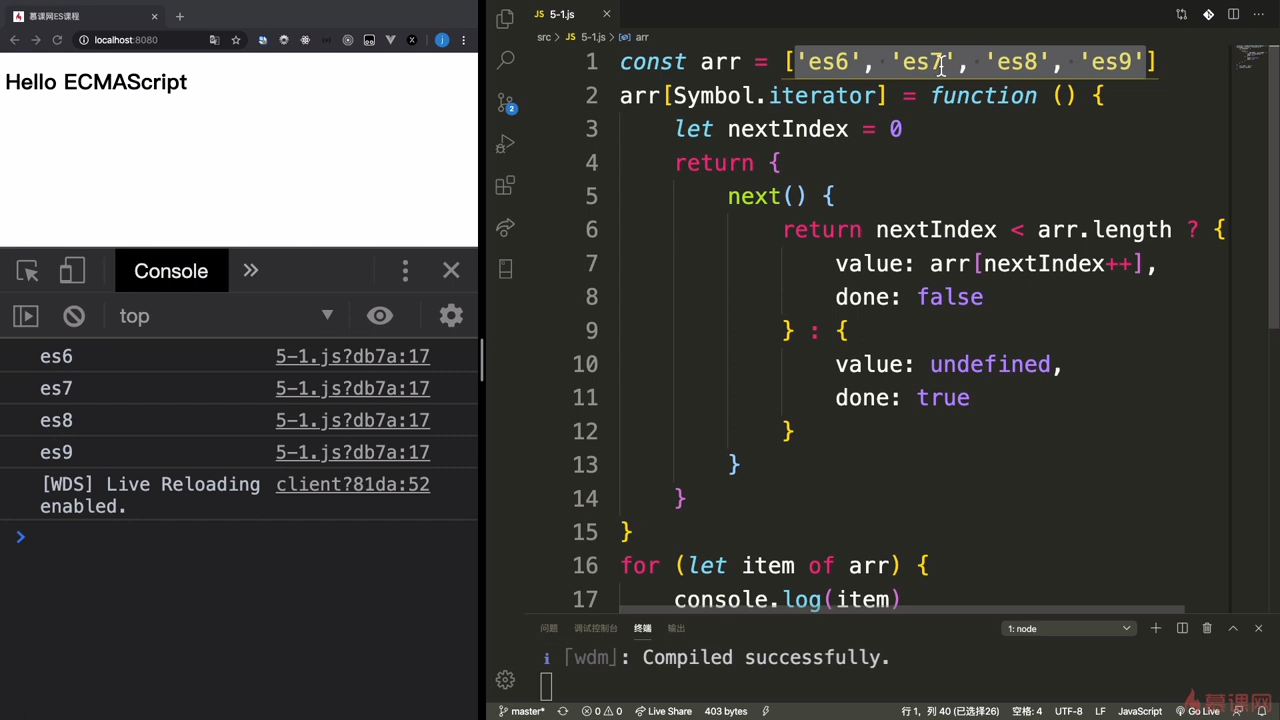 慕课网ES课程
localhost:8080
Hello ECMAScript
Console
top
es6 5-1.js?db7a:17
es7 5-1.js?db7a:17
es8 5-1.js?db7a:17
es9 5-1.js?db7a:17
[WDS] Live Reloading client?81da:52
enabled.
5-1.js
src > 5-1.js > arr
1 const arr = ['es6', 'es7', 'es8', 'es9']
2 arr[Symbol.iterator] = function () {
3 let nextIndex = 0
4 return {
5 next() {
6 return nextIndex < arr.length ? {
7 value: arr[nextIndex++],
8 done: false
9 } : {
10 value: undefined,
11 done: true
12 }
13 }
14 }
15 }
16 for (let item of arr) {
17 console.log(item)
问题 调试控制台 终端 输出 1: node
i ｢wdm｣: Compiled successfully.
master* 0 0 Live Share 403 bytes 行 1, 列 40 (已选择26) 空格: 4 UTF-8 LF JavaScript Go Live
慕课网